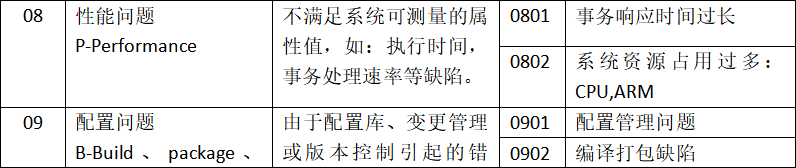 08
性能问题
P-Performance
不满足系统可测量的属
性值，如：执行时间，
事务处理速率等缺陷。
0801
事务响应时间过长
0802
系统资源占用过多：
CPU,ARM
09
配置问题
B-Build 、 package 、
由于配置库、变更管理
或版本控制引起的错
0901
配置管理问题
0902
编译打包缺陷